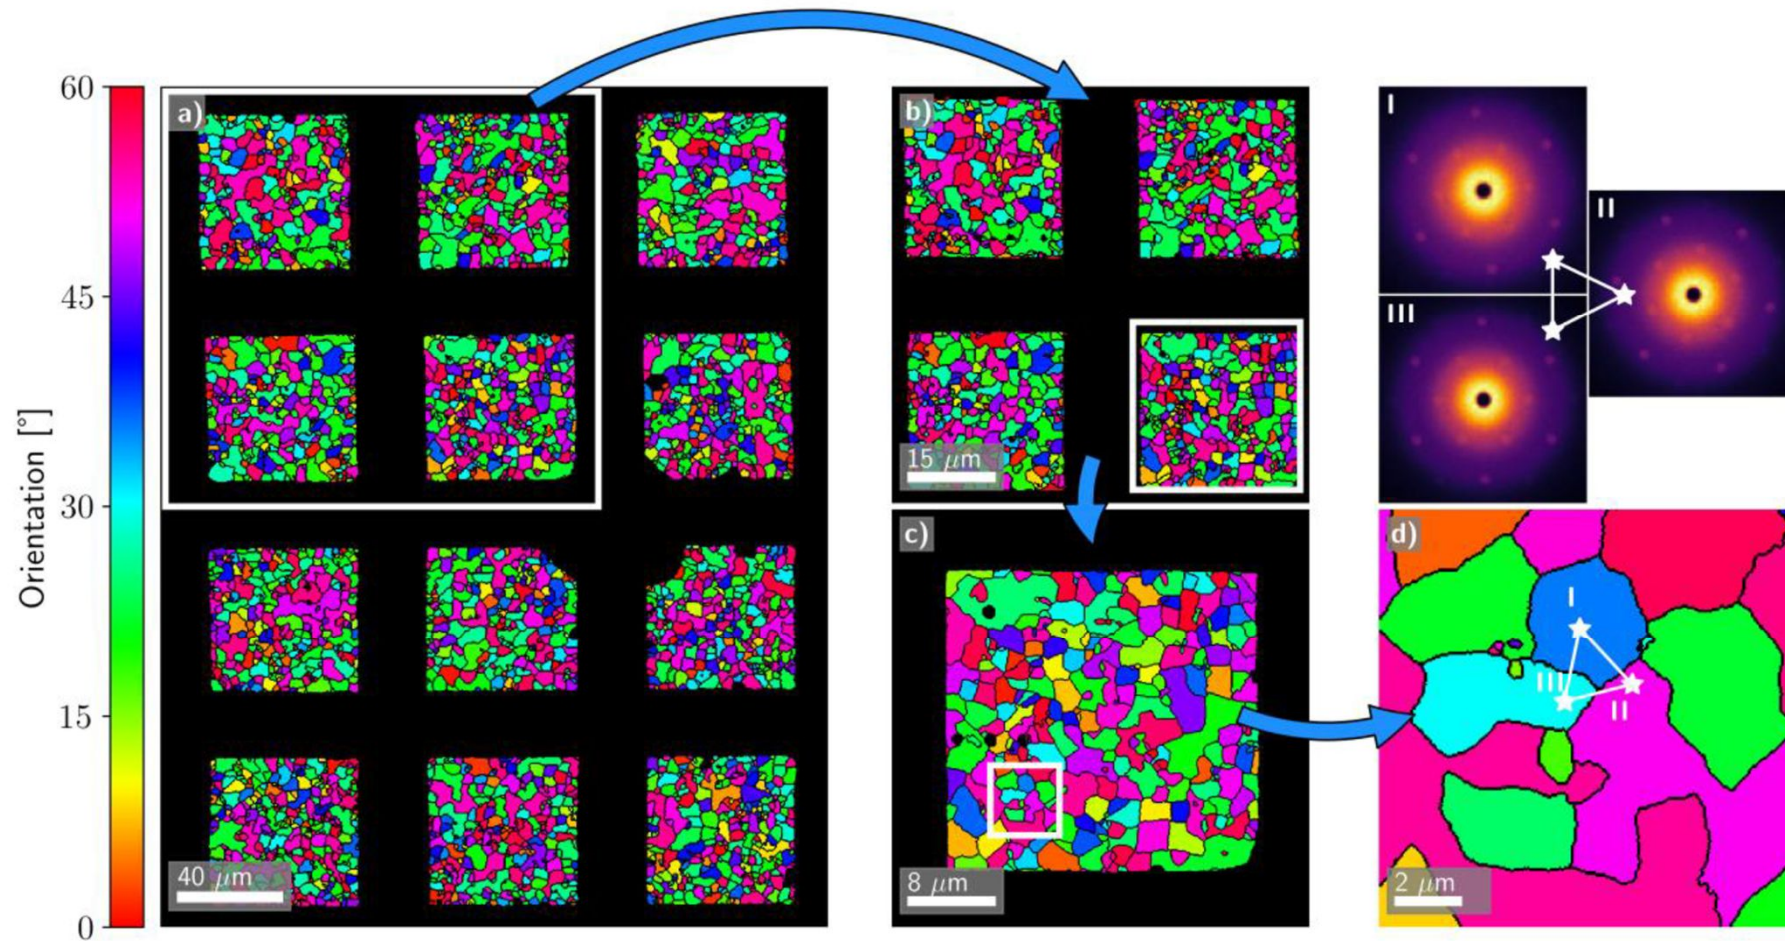 60
45
30
15
0
Orientation [°]
a)
40 μm
b)
15 μm
c)
8 μm
I
II
III
d)
I
III
II
2 μm